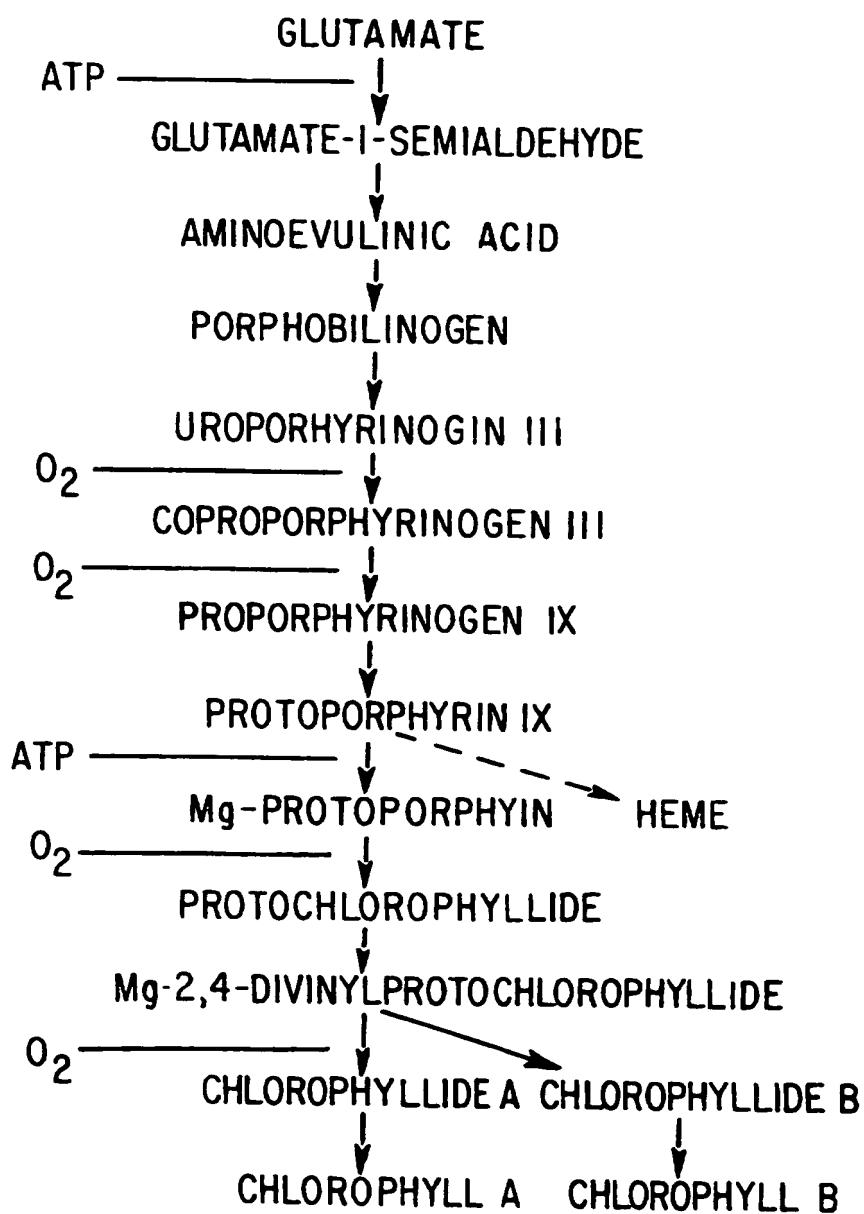 GLUTAMATE
ATP
GLUTAMATE-I-SEMIALDEHYDE
AMINOEVULINIC ACID
PORPHOBILINOGEN
UROPORHYRINOGIN III
O2
COPROPORPHYRINOGEN III
O2
PROPORPHYRINOGEN IX
PROTOPORPHYRIN IX
ATP
Mg-PROTOPORPHYIN HEME
O2
PROTOCHLOROPHYLLIDE
Mg-2,4-DIVINYLPROTOCHLOROPHYLLIDE
O2
CHLOROPHYLLIDE A CHLOROPHYLLIDE B
CHLOROPHYLL A CHLOROPHYLL B